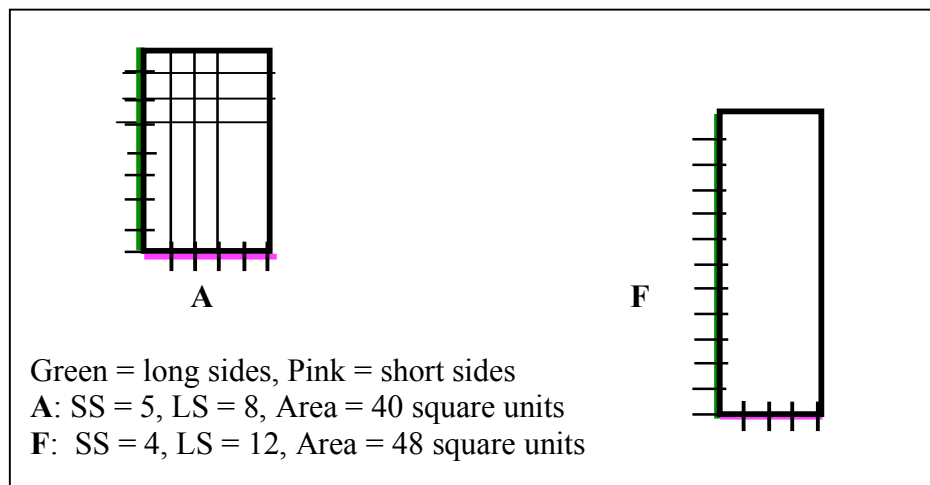 A
F
Green = long sides, Pink = short sides
A: SS = 5, LS = 8, Area = 40 square units
F: SS = 4, LS = 12, Area = 48 square units